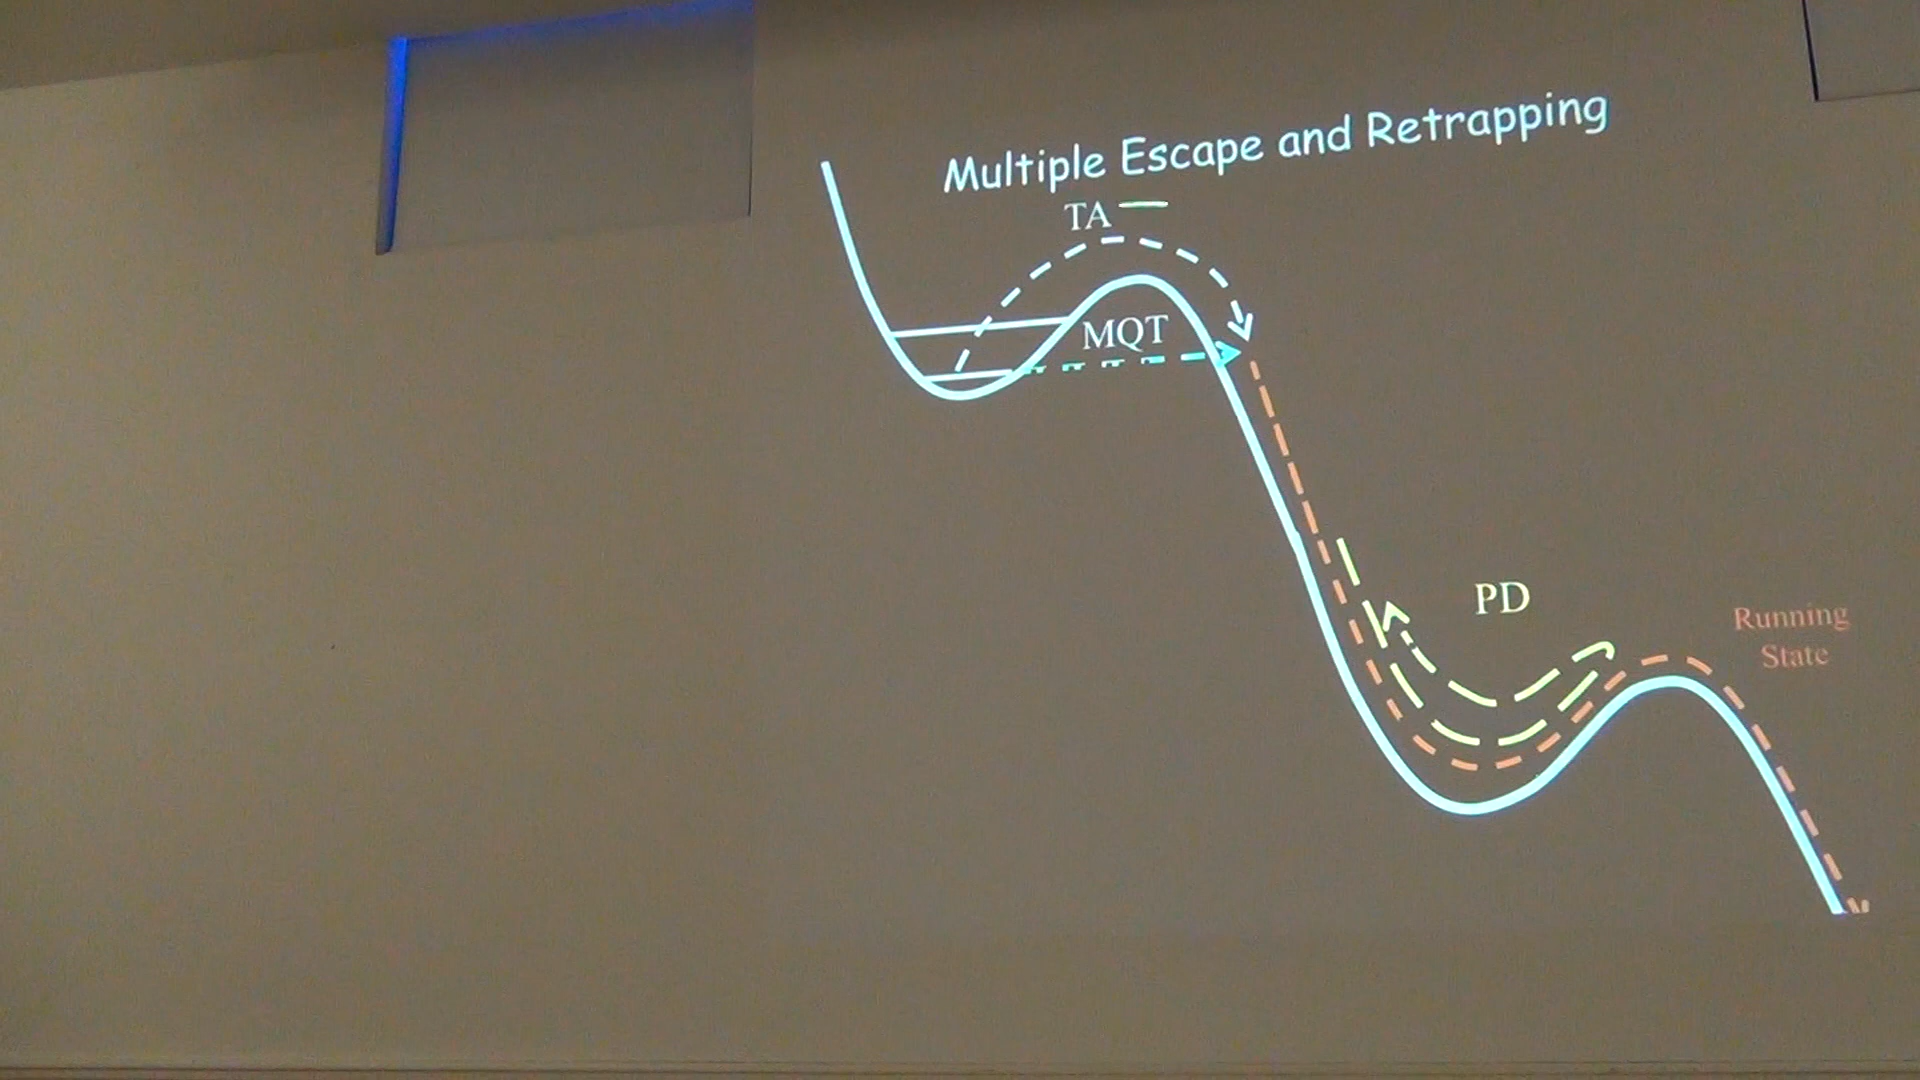 Multiple Escape and Retrapping
TA
MQT
PD
Running
State